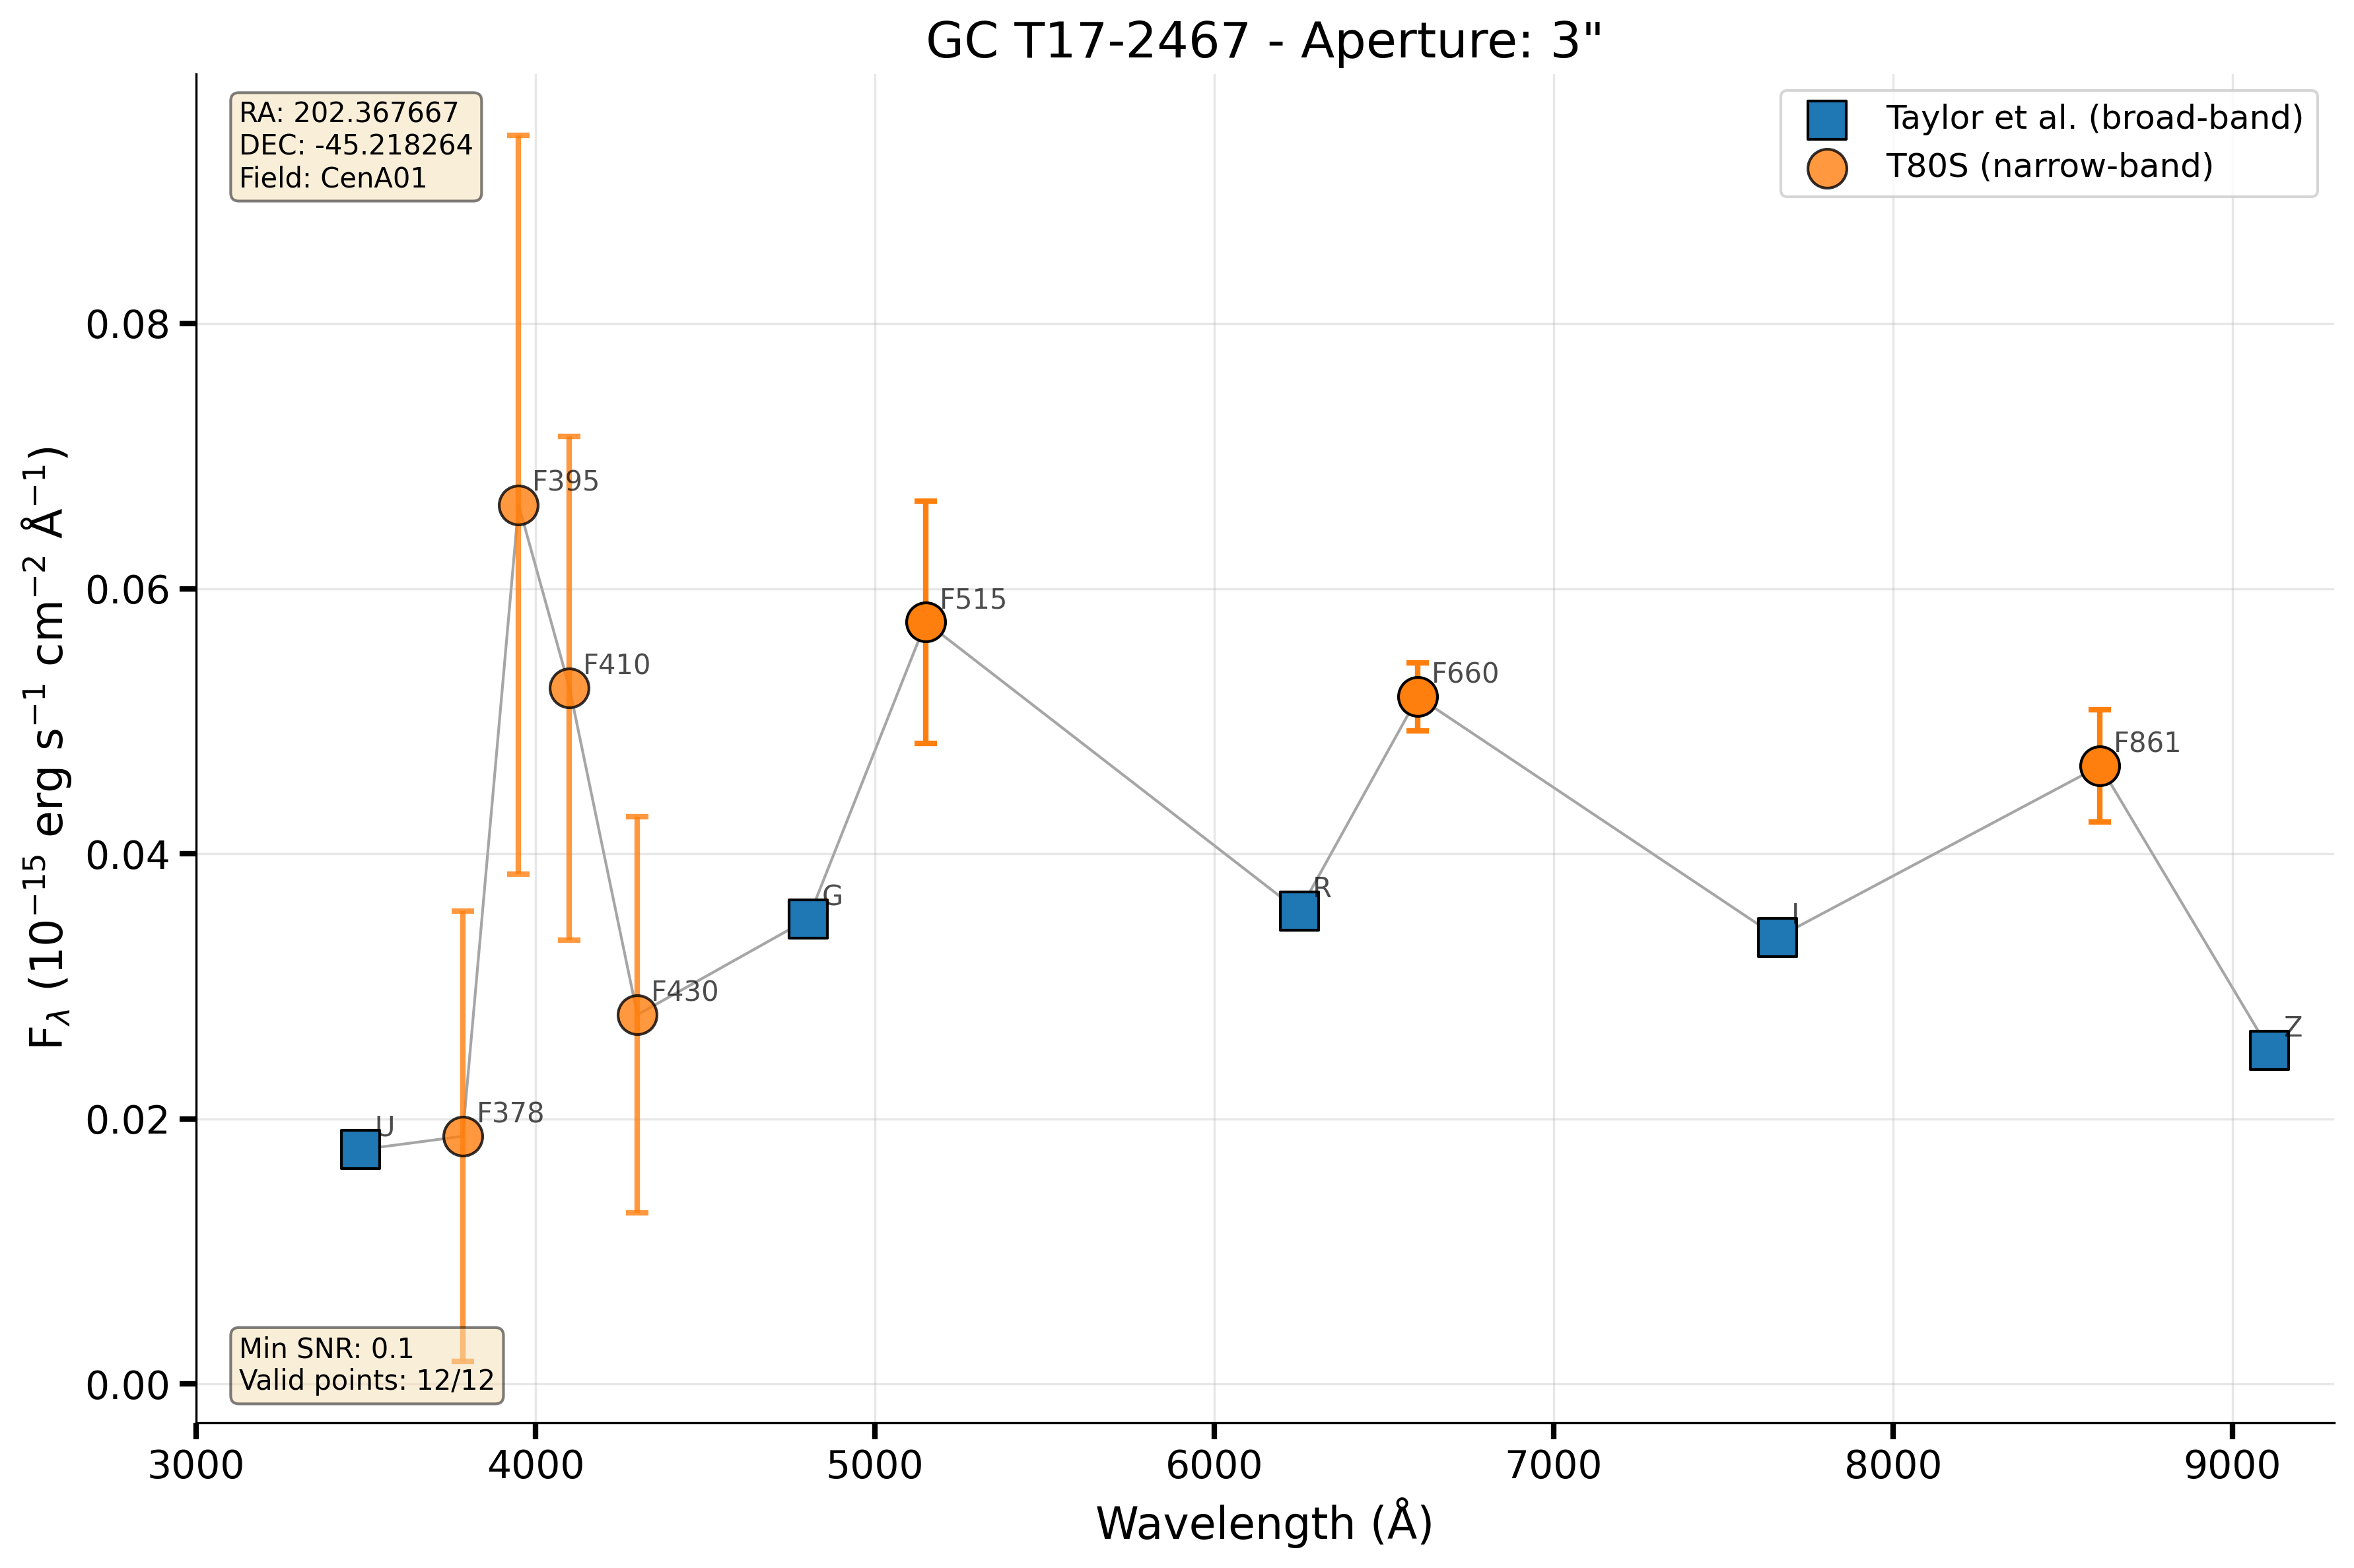 GC T17-2467 - Aperture: 3"
RA: 202.367667
DEC: -45.218264
Field: CenA01
Taylor et al. (broad-band)
T80S (narrow-band)
F395
F410
F515
F660
F861
F430
G
R
I
Z
U
F378
Min SNR: 0.1
Valid points: 12/12
0.08
0.06
0.04
0.02
0.00
3000 4000 5000 6000 7000 8000 9000
Wavelength (Å)
F_λ (10⁻¹⁵ erg s⁻¹ cm⁻² Å⁻¹)